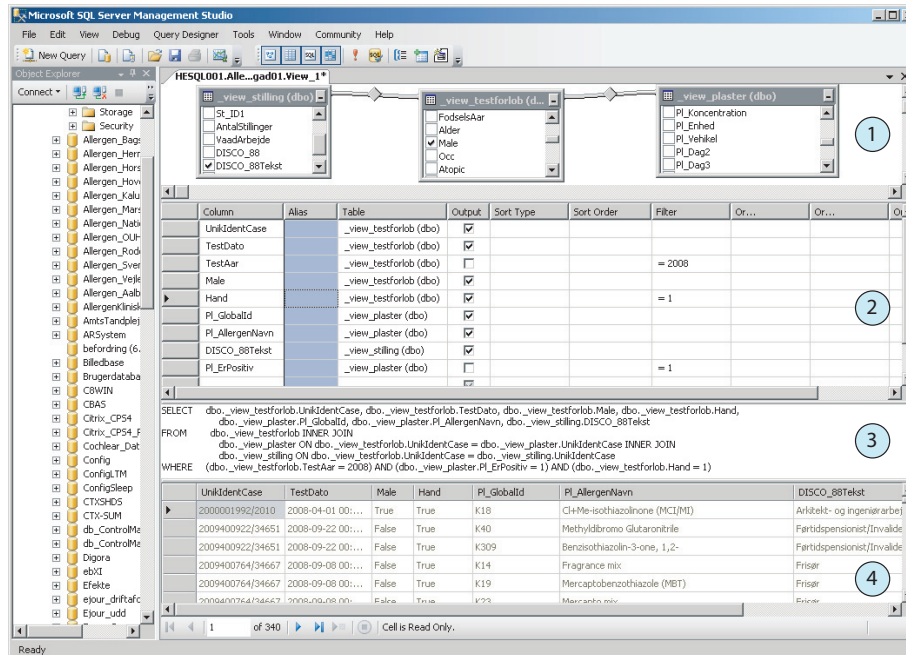 Microsoft SQL Server Management Studio
File Edit View Debug Query Designer Tools Window Community Help
New Query
Object Explorer
HESQL001.Alle...gad01.View_1*
Connect
Storage
Security
Allergen_Bags
Allergen_Herr
Allergen_Hors
Allergen_Hove
Allergen_Kalu
Allergen_Mars
Allergen_Nati
Allergen_OUH
Allergen_Rode
Allergen_Sver
Allergen_Vejle
Allergen_Aalb
AllergenKlinisk
AmtsTandplej
ARSystem
befordring (6.
Billedbase
Brugerdataba
C8WIN
CBAS
Citrix_CPS4
Citrix_CPS4_F
Cochlear_Dat
Config
ConfigLTM
ConfigSleep
CTXSHDS
CTX-SUM
db_ControlMa
db_ControlMa
Digora
ebXI
Efekte
ejour_driftafc
Ejour_udd
_view_stilling (dbo)
St_ID1
AntalStillinger
VaadArbejde
DISCO_88
DISCO_88Tekst
_view_testforlob (d...
FodselsAar
Alder
Male
Occ
Atopic
_view_plaster (dbo)
Pl_Koncentration
Pl_Enhed
Pl_Vehikel
Pl_Dag2
Pl_Dag3
1
Column Alias Table Output Sort Type Sort Order Filter Or... Or... Or
UnikIdentCase _view_testforlob (dbo)
TestDato _view_testforlob (dbo)
TestAar _view_testforlob (dbo) = 2008
Male _view_testforlob (dbo)
Hand _view_testforlob (dbo) = 1
Pl_GlobalId _view_plaster (dbo)
Pl_AllergenNavn _view_plaster (dbo)
DISCO_88Tekst _view_stilling (dbo)
Pl_ErPositiv _view_plaster (dbo) = 1
2
SELECT dbo._view_testforlob.UnikIdentCase, dbo._view_testforlob.TestDato, dbo._view_testforlob.Male, dbo._view_testforlob.Hand,
dbo._view_plaster.Pl_GlobalId, dbo._view_plaster.Pl_AllergenNavn, dbo._view_stilling.DISCO_88Tekst
FROM dbo._view_testforlob INNER JOIN
dbo._view_plaster ON dbo._view_testforlob.UnikIdentCase = dbo._view_plaster.UnikIdentCase INNER JOIN
dbo._view_stilling ON dbo._view_testforlob.UnikIdentCase = dbo._view_stilling.UnikIdentCase
WHERE (dbo._view_testforlob.TestAar = 2008) AND (dbo._view_plaster.Pl_ErPositiv = 1) AND (dbo._view_testforlob.Hand = 1)
3
UnikIdentCase TestDato Male Hand Pl_GlobalId Pl_AllergenNavn DISCO_88Tekst
2000001992/2010 2008-04-01 00:... True True K18 Cl+Me-isothiazolinone (MCI/MI) Arkitekt- og ingeniørarbej
2009400922/34651 2008-09-22 00:... False True K40 Methyldibromo Glutaronitrile Førtidspensionist/Invalide
2009400922/34651 2008-09-22 00:... False True K309 Benzisothiazolin-3-one, 1,2- Førtidspensionist/Invalide
2009400764/34667 2008-09-08 00:... False True K14 Fragrance mix Frisør
2009400764/34667 2008-09-08 00:... False True K19 Mercaptobenzothiazole (MBT) Frisør
2009400764/34667 2008-09-08 00:... False True K23 Mercapto mix Frisør
4
1 of 340 Cell is Read Only.
Ready